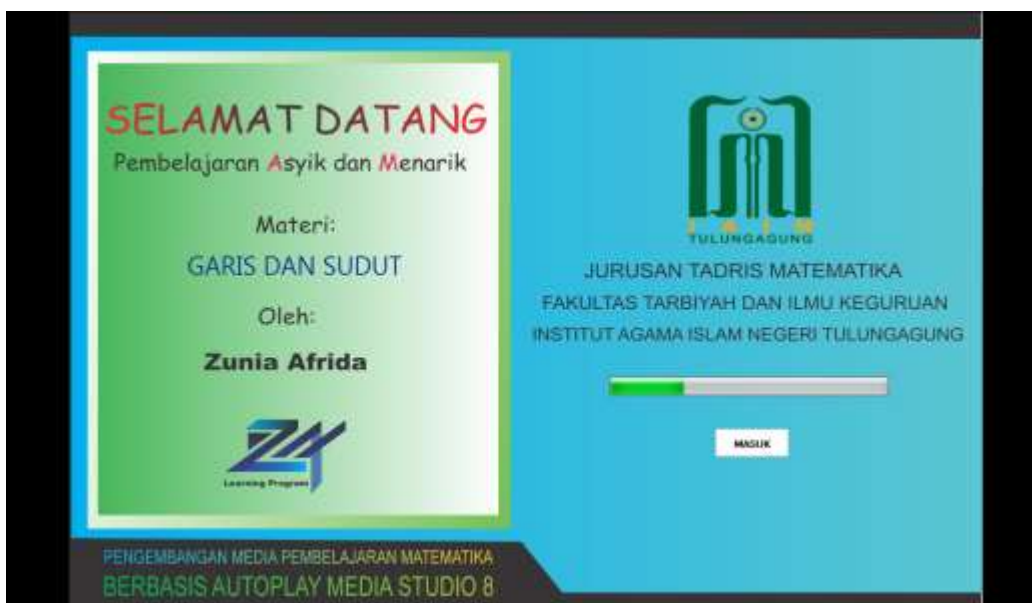 SELAMAT DATANG
Pembelajaran Asyik dan Menarik
Materi:
GARIS DAN SUDUT
Oleh:
Zunia Afrida
Learning Program
IAIN
TULUNGAGUNG
JURUSAN TADRIS MATEMATIKA
FAKULTAS TARBIYAH DAN ILMU KEGURUAN
INSTITUT AGAMA ISLAM NEGERI TULUNGAGUNG
MASUK
PENGEMBANGAN MEDIA PEMBELAJARAN MATEMATIKA
BERBASIS AUTOPLAY MEDIA STUDIO 8